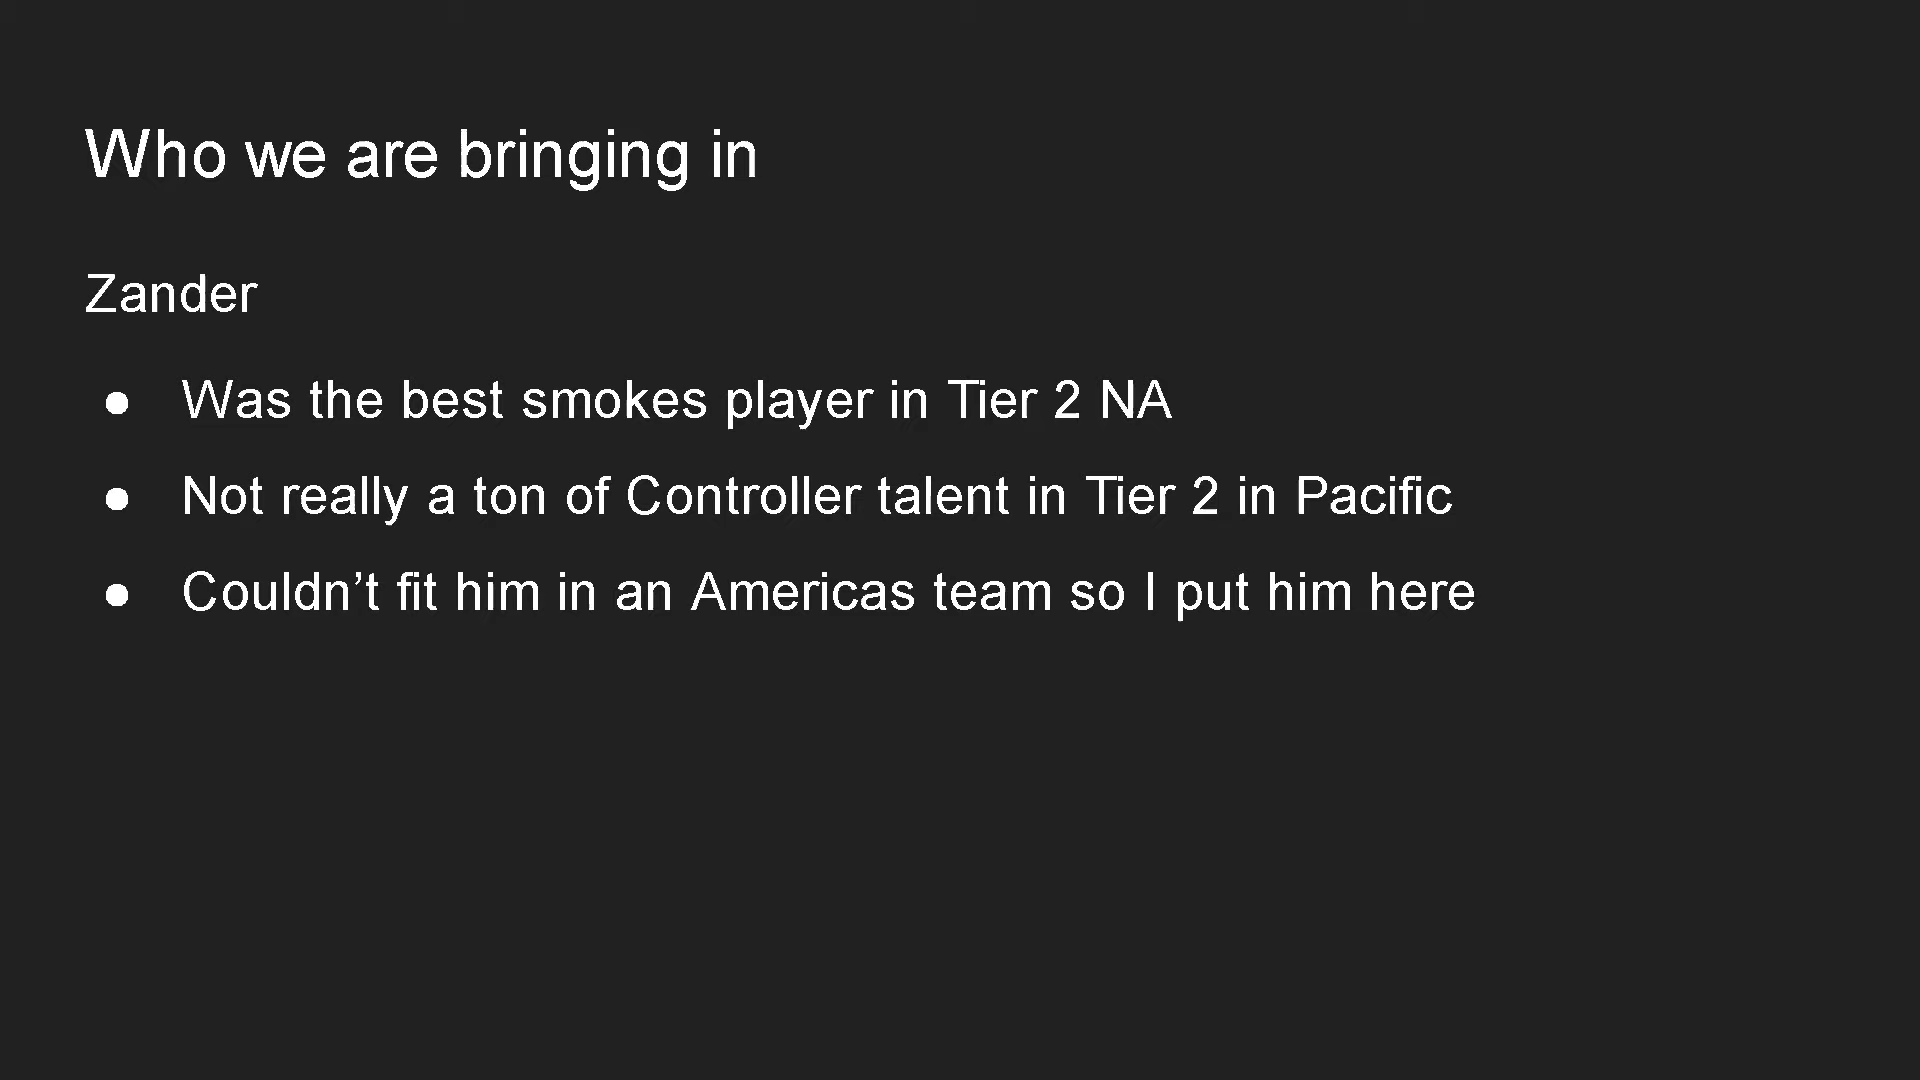 Who we are bringing in
Zander
● Was the best smokes player in Tier 2 NA
● Not really a ton of Controller talent in Tier 2 in Pacific
● Couldn’t fit him in an Americas team so I put him here